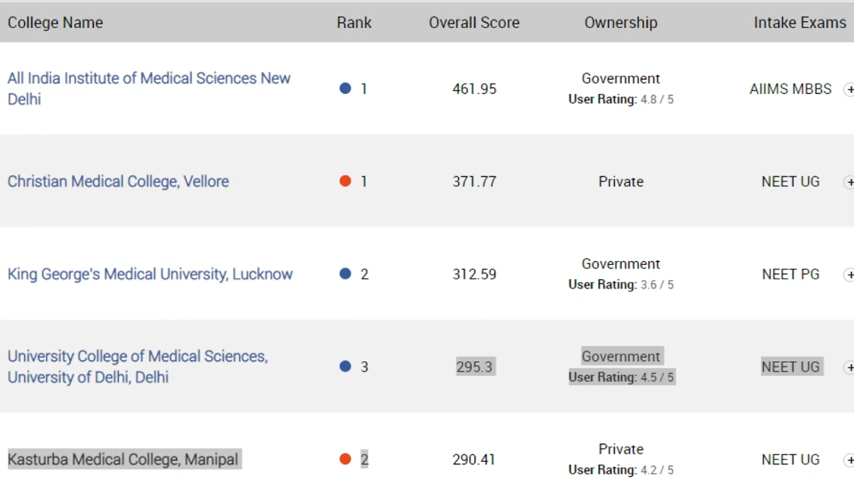 College Name Rank Overall Score Ownership Intake Exams
All India Institute of Medical Sciences New
Delhi
1 461.95
Government
User Rating: 4.8 / 5
AIIMS MBBS
Christian Medical College, Vellore 1 371.77 Private NEET UG
King George's Medical University, Lucknow 2 312.59
Government
User Rating: 3.6 / 5
NEET PG
University College of Medical Sciences,
University of Delhi, Delhi
3 295.3
Government
User Rating: 4.5 / 5
NEET UG
Kasturba Medical College, Manipal 2 290.41
Private
User Rating: 4.2 / 5
NEET UG